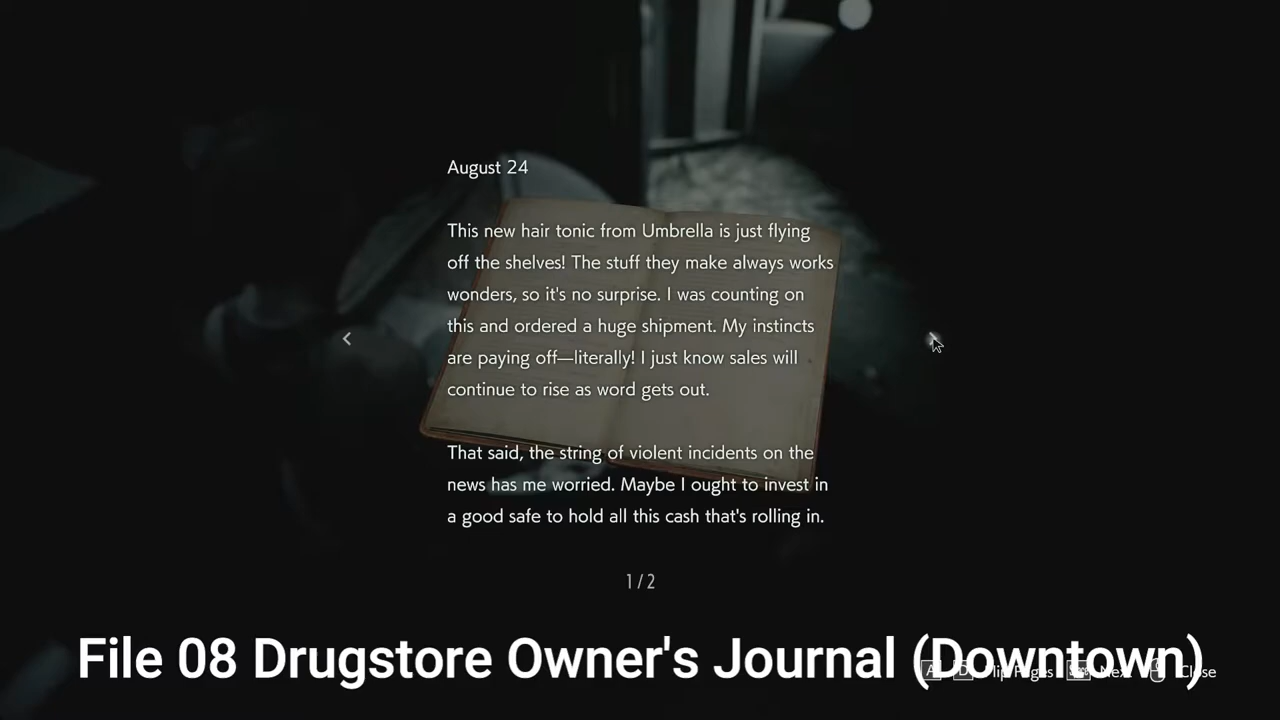 August 24
This new hair tonic from Umbrella is just flying
off the shelves! The stuff they make always works
wonders, so it's no surprise. I was counting on
this and ordered a huge shipment. My instincts
are paying off—literally! I just know sales will
continue to rise as word gets out.
That said, the string of violent incidents on the
news has me worried. Maybe I ought to invest in
a good safe to hold all this cash that's rolling in.
1 / 2
File 08 Drugstore Owner's Journal (Downtown)
A D Flip Pages Next Close